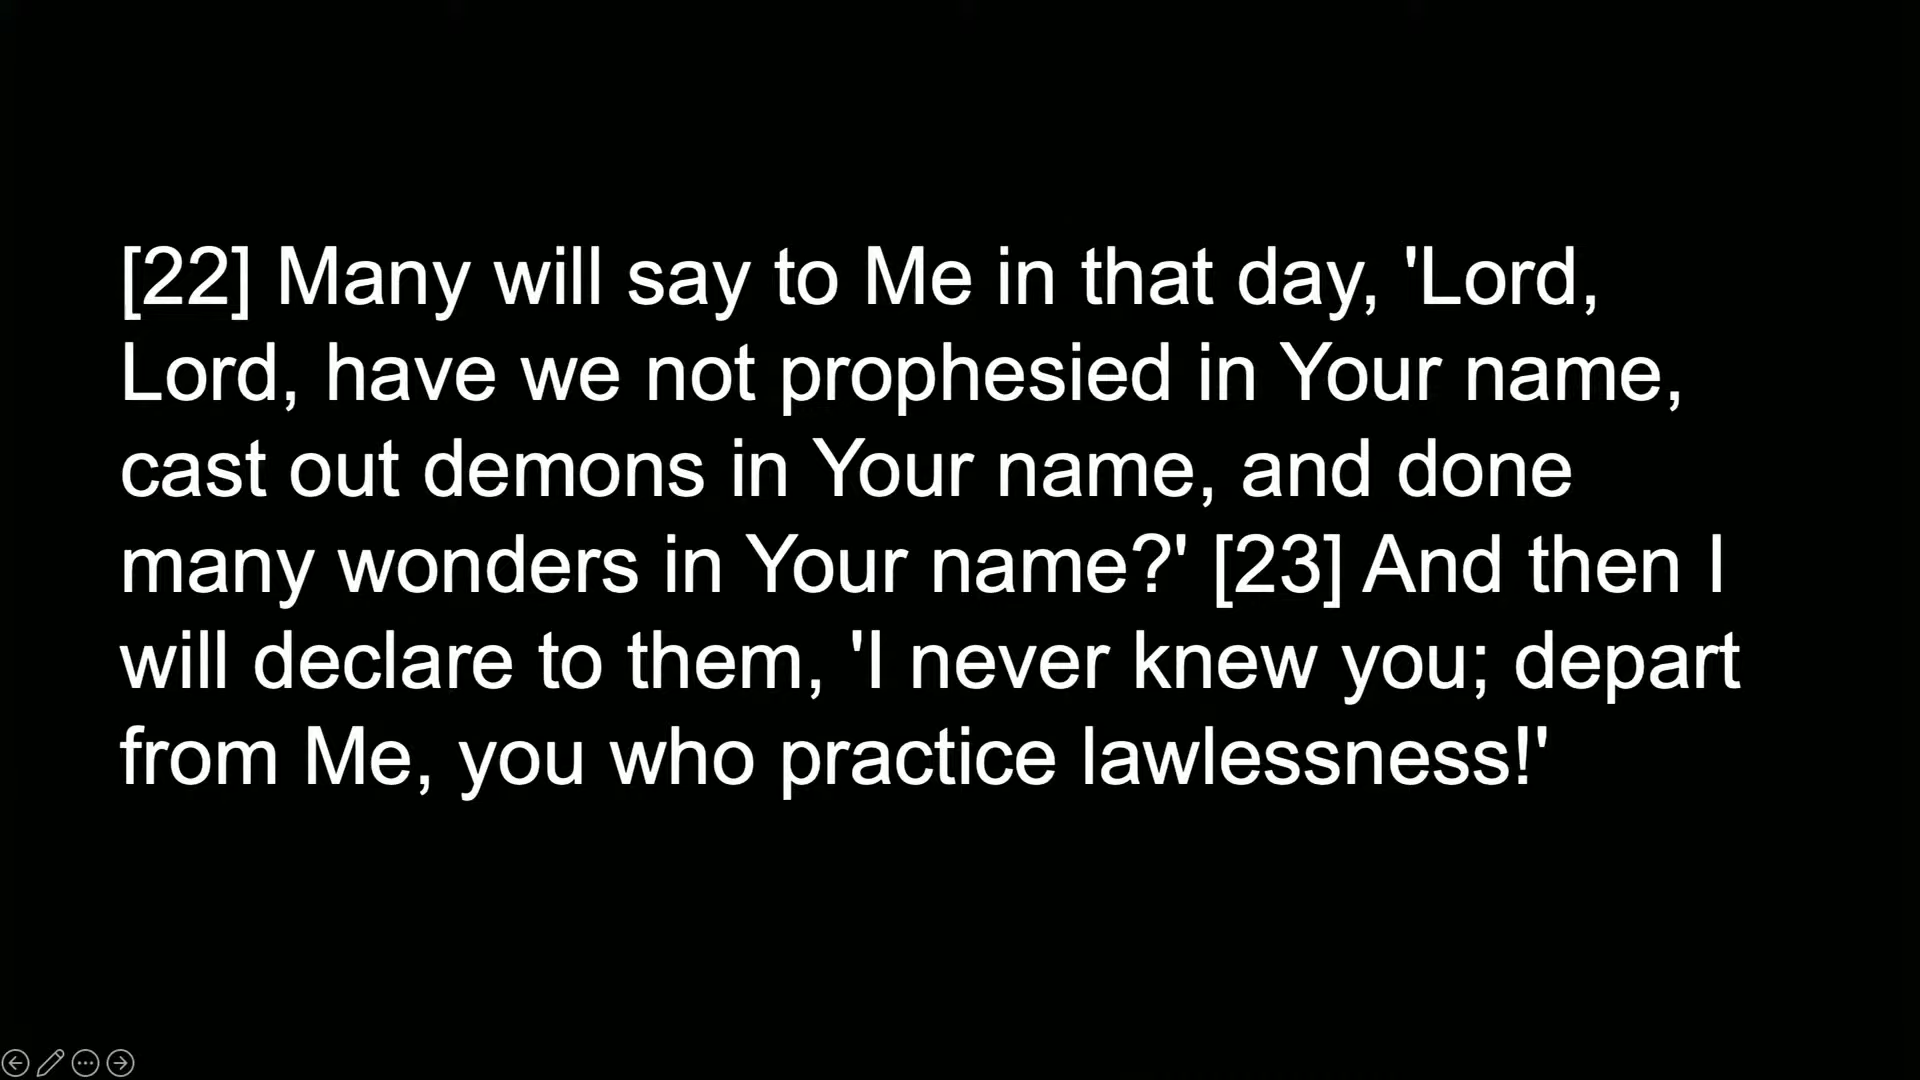 [22] Many will say to Me in that day, 'Lord,
Lord, have we not prophesied in Your name,
cast out demons in Your name, and done
many wonders in Your name?' [23] And then I
will declare to them, 'I never knew you; depart
from Me, you who practice lawlessness!'